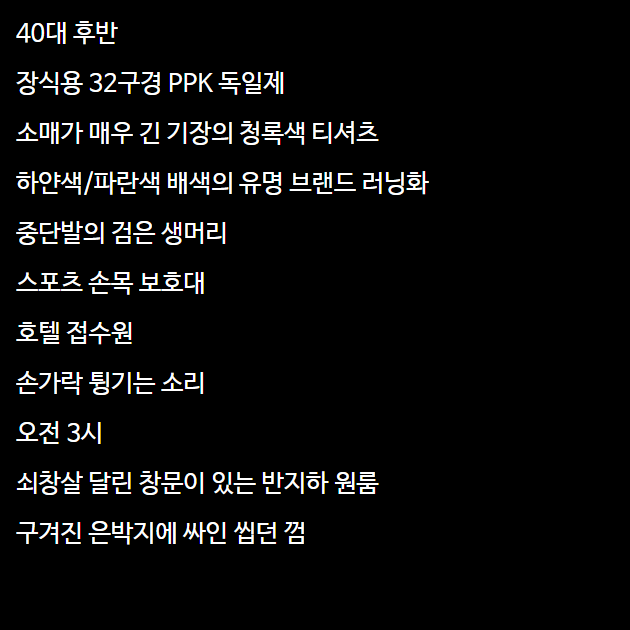 40대 후반
장식용 32구경 PPK 독일제
소매가 매우 긴 기장의 청록색 티셔츠
하얀색/파란색 배색의 유명 브랜드 러닝화
중단발의 검은 생머리
스포츠 손목 보호대
호텔 접수원
손가락 튕기는 소리
오전 3시
쇠창살 달린 창문이 있는 반지하 원룸
구겨진 은박지에 싸인 씹던 껌